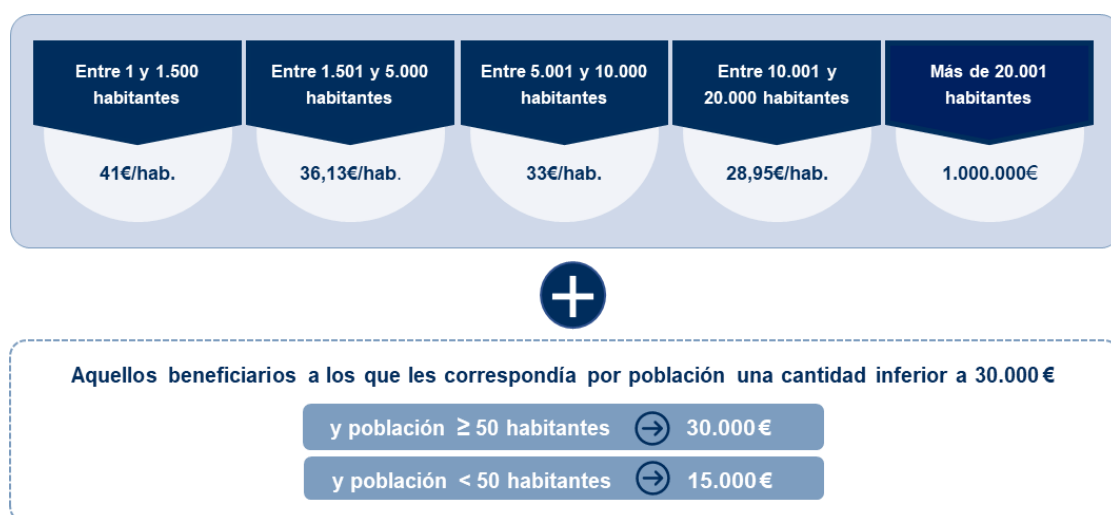 Entre 1 y 1.500
habitantes
41€/hab.
Entre 1.501 y 5.000
habitantes
36,13€/hab.
Entre 5.001 y 10.000
habitantes
33€/hab.
Entre 10.001 y
20.000 habitantes
28,95€/hab.
Más de 20.001
habitantes
1.000.000€
+
Aquellos beneficiarios a los que les correspondía por población una cantidad inferior a 30.000 €
y población ≥ 50 habitantes → 30.000 €
y población < 50 habitantes → 15.000 €